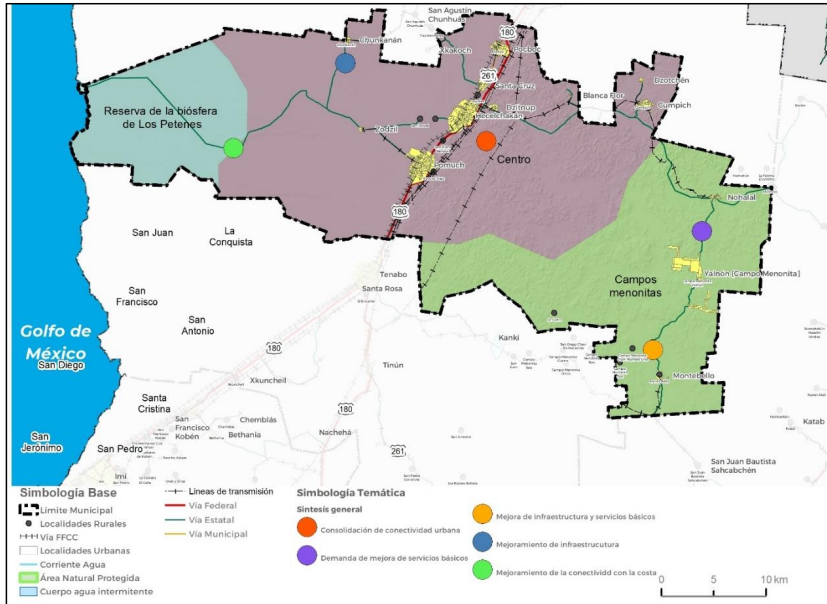 San Agustín
Chunhuás
180
Chunkanán
Xkakoch
Pocboc
261
Santa Cruz
Blanca Flor
Dzotchén
Cumpich
Dzitnup
Hecelchakán
Reserva de la biósfera
de Los Petenes
Zodzil
Pomuch
Centro
180
Nohalal
San Juan
La
Conquista
Tenabo
Santa Rosa
Campos
menonitas
Yalnón [Campo Menonita]
San
Francisco
San
Antonio
Golfo de
México
San Diego
180
Kanki
Tinún
Xkuncheil
Montebello
Santa
Cristina
San
Francisco
Kobén
Chemblás
Bethania
180
Nachehá
Katab
San
Jerónimo
San Pedro
261
San Juan Bautista
Sahcabchén
Imí
Simbología Base
Límite Municipal
Localidades Rurales
Vía FFCC
Localidades Urbanas
Corriente Agua
Área Natural Protegida
Cuerpo agua intermitente
Lineas de transmisión
Vía Federal
Vía Estatal
Vía Municipal
Simbología Temática
Síntesis general
Consolidación de conectividad urbana
Demanda de mejora de servicios básicos
Mejora de infraestructura y servicios básicos
Mejoramiento de infraestrucutura
Mejoramiento de la conectividd con la costa
0 5 10 km